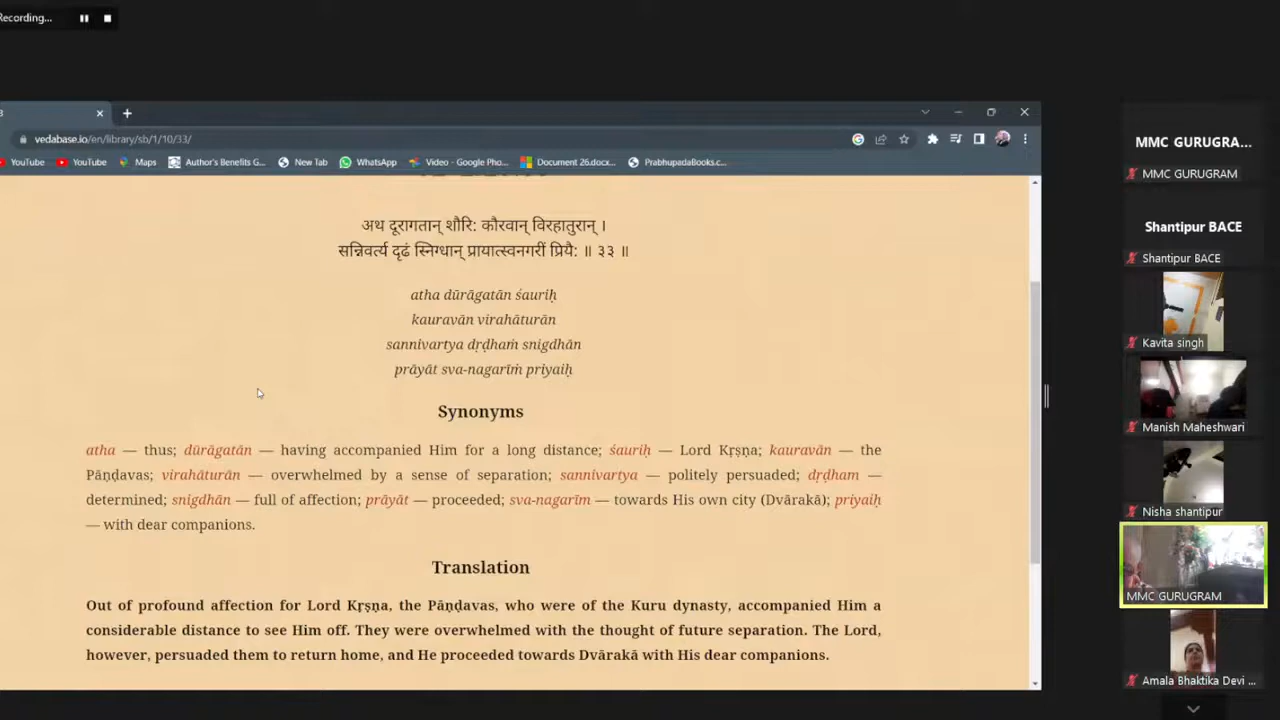 Recording...
vedabase.io/en/library/sb/1/10/33/
YouTube YouTube Maps Author's Benefits G... New Tab WhatsApp Video - Google Pho... Document 26.docx... PrabhupadaBooks.c...
अथ दूरागतान् शौरि: कौरवान् विरहातुरान् ।
सन्निवर्त्य दृढं स्निग्धान् प्रायात्स्वनगरीं प्रियै: ॥ ३३ ॥
atha dūrāgatān śauriḥ
kauravān virahāturān
sannivartya dṛḍhaṁ snigdhān
prāyāt sva-nagarīṁ priyaiḥ
Synonyms
atha — thus; dūrāgatān — having accompanied Him for a long distance; śauriḥ — Lord Kṛṣṇa; kauravān — the
Pāṇḍavas; virahāturān — overwhelmed by a sense of separation; sannivartya — politely persuaded; dṛḍham —
determined; snigdhān — full of affection; prāyāt — proceeded; sva-nagarīm — towards His own city (Dvārakā); priyaiḥ
— with dear companions.
Translation
Out of profound affection for Lord Kṛṣṇa, the Pāṇḍavas, who were of the Kuru dynasty, accompanied Him a
considerable distance to see Him off. They were overwhelmed with the thought of future separation. The Lord,
however, persuaded them to return home, and He proceeded towards Dvārakā with His dear companions.
MMC GURUGRA...
MMC GURUGRAM
Shantipur BACE
Shantipur BACE
Kavita singh
Manish Maheshwari
Nisha shantipur
MMC GURUGRAM
Amala Bhaktika Devi ...